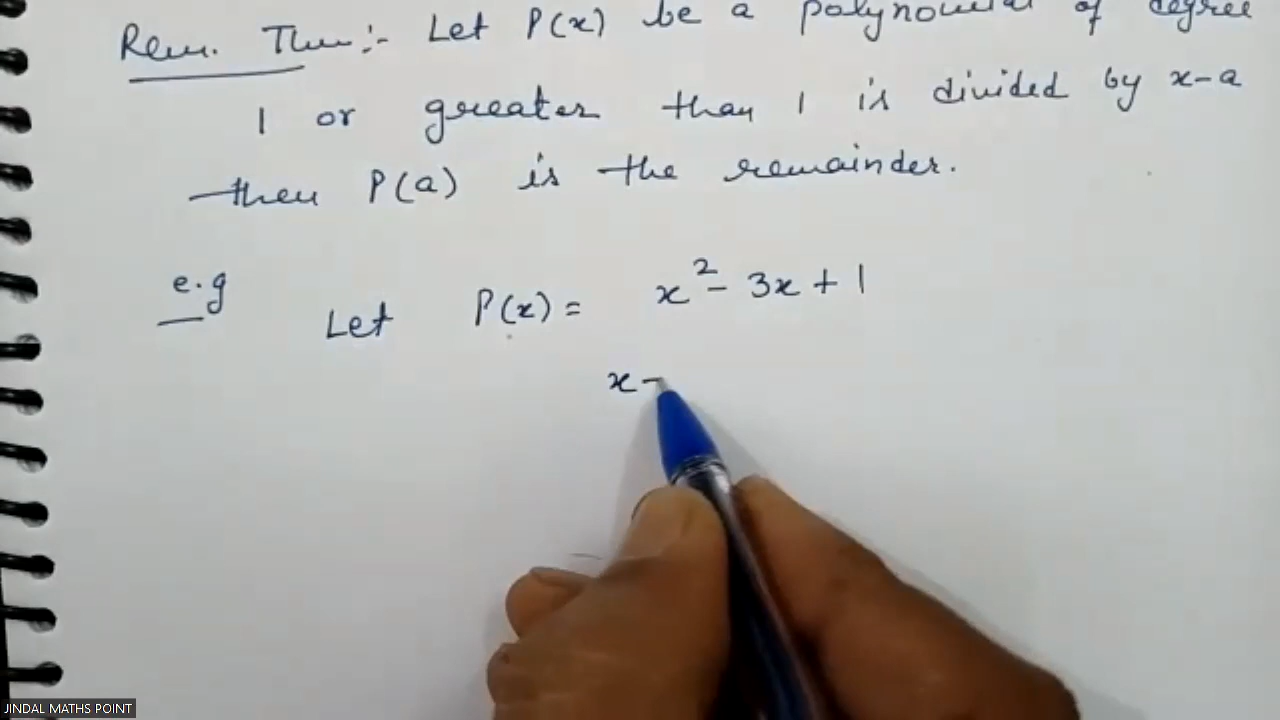 Rem. Thm:- Let P(x) be a polynomial of degree
1 or greater than 1 is divided by x-a
then P(a) is the remainder.
e.g Let P(x) = x² - 3x + 1
x -
JINDAL MATHS POINT